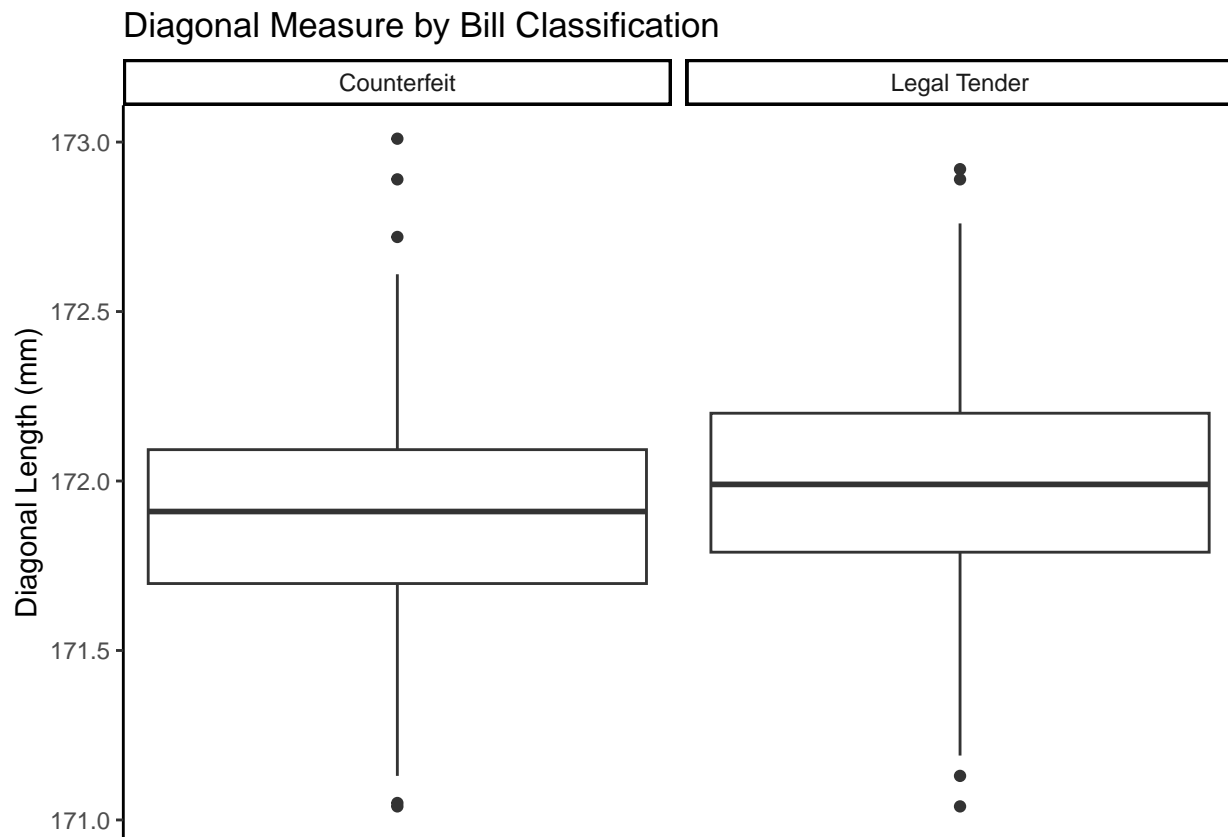 Diagonal Measure by Bill Classification
Counterfeit
Legal Tender
173.0
172.5
172.0
171.5
171.0
Diagonal Length (mm)